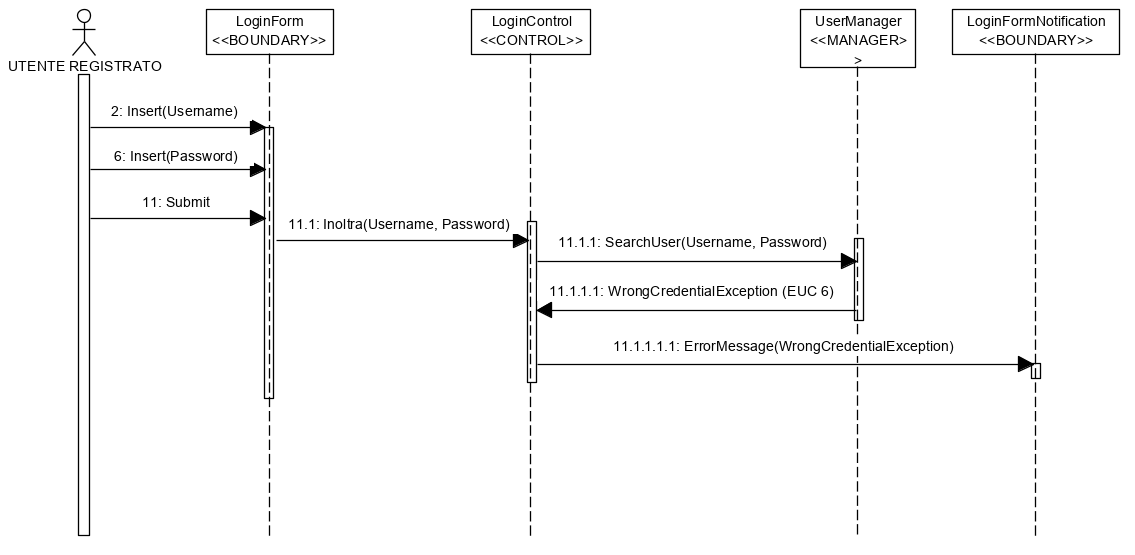 LoginForm
<<BOUNDARY>>
LoginControl
<<CONTROL>>
UserManager
<<MANAGER>
>
LoginFormNotification
<<BOUNDARY>>
UTENTE REGISTRATO
2: Insert(Username)
6: Insert(Password)
11: Submit
11.1: Inoltra(Username, Password)
11.1.1: SearchUser(Username, Password)
11.1.1.1: WrongCredentialException (EUC 6)
11.1.1.1.1: ErrorMessage(WrongCredentialException)